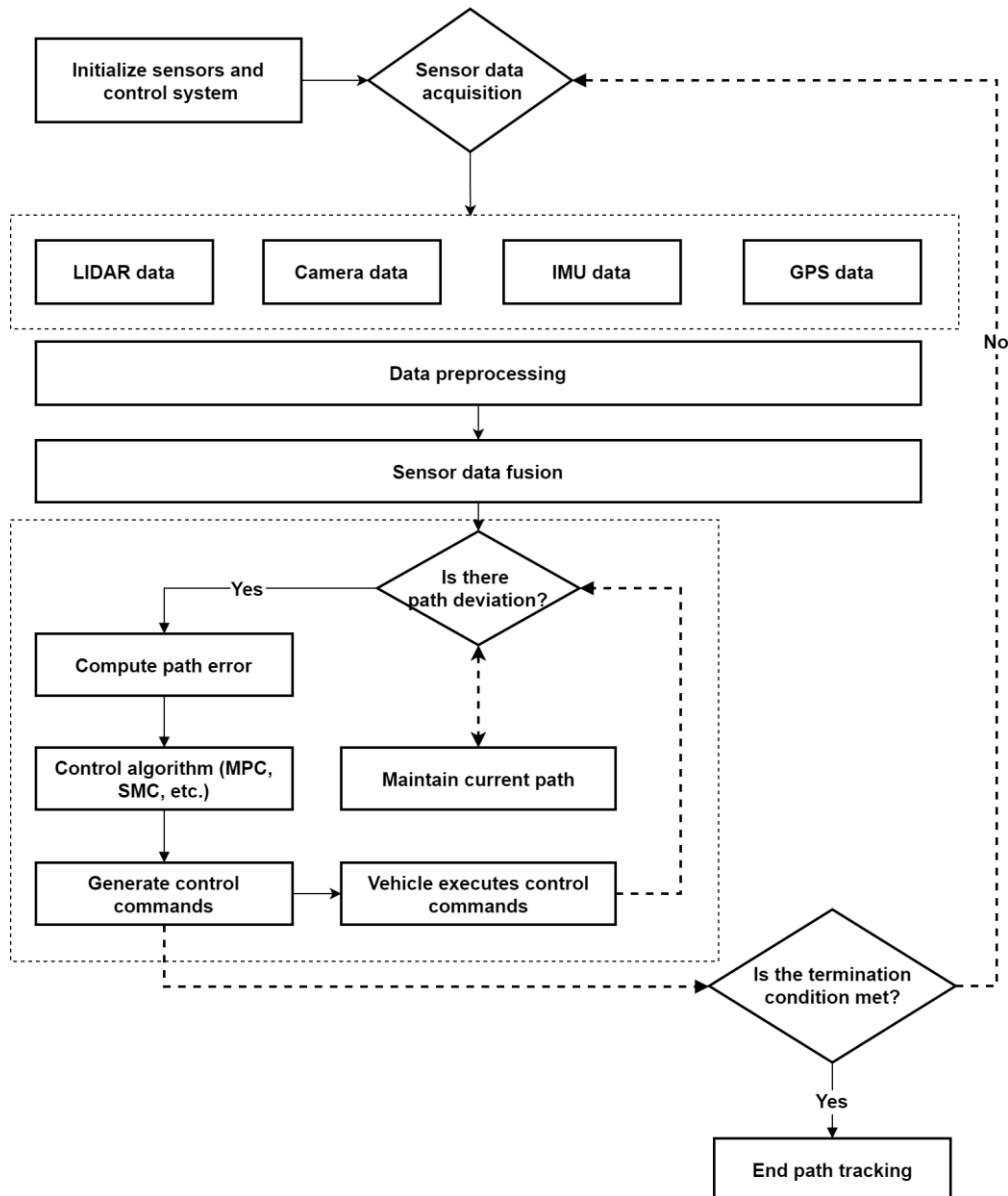 Initialize sensors and
control system
Sensor data
acquisition
LIDAR data
Camera data
IMU data
GPS data
No
Data preprocessing
Sensor data fusion
Is there
path deviation?
Yes
Compute path error
Control algorithm (MPC,
SMC, etc.)
Maintain current path
Generate control
commands
Vehicle executes control
commands
Is the termination
condition met?
Yes
End path tracking